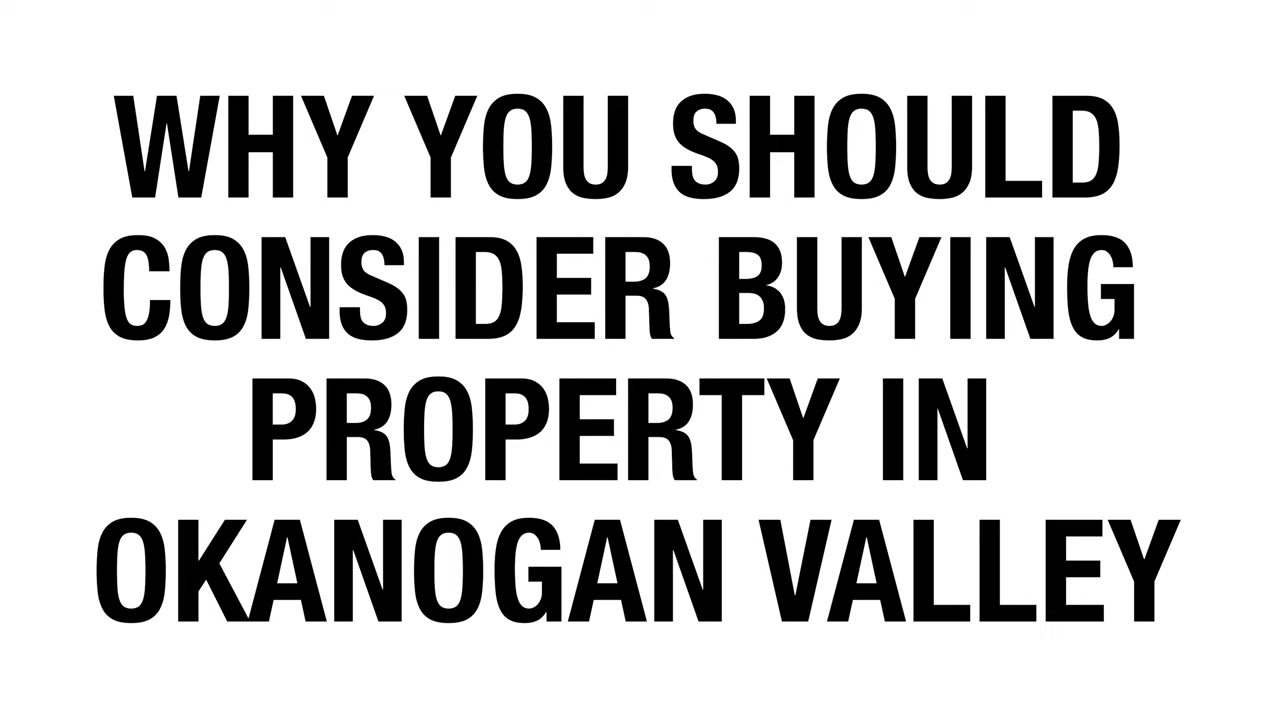 WHY YOU SHOULD
CONSIDER BUYING
PROPERTY IN
OKANOGAN VALLEY